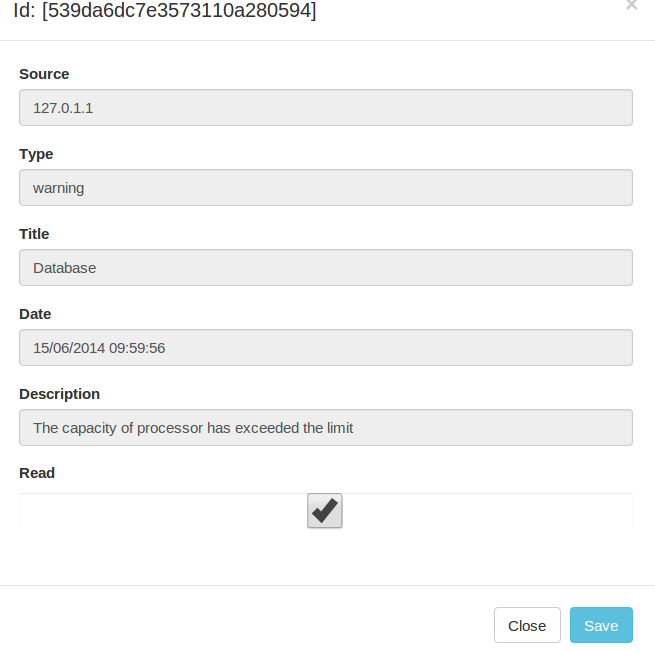 Id: [539da6dc7e3573110a280594]
×
Source
127.0.1.1
Type
warning
Title
Database
Date
15/06/2014 09:59:56
Description
The capacity of processor has exceeded the limit
Read
Close
Save